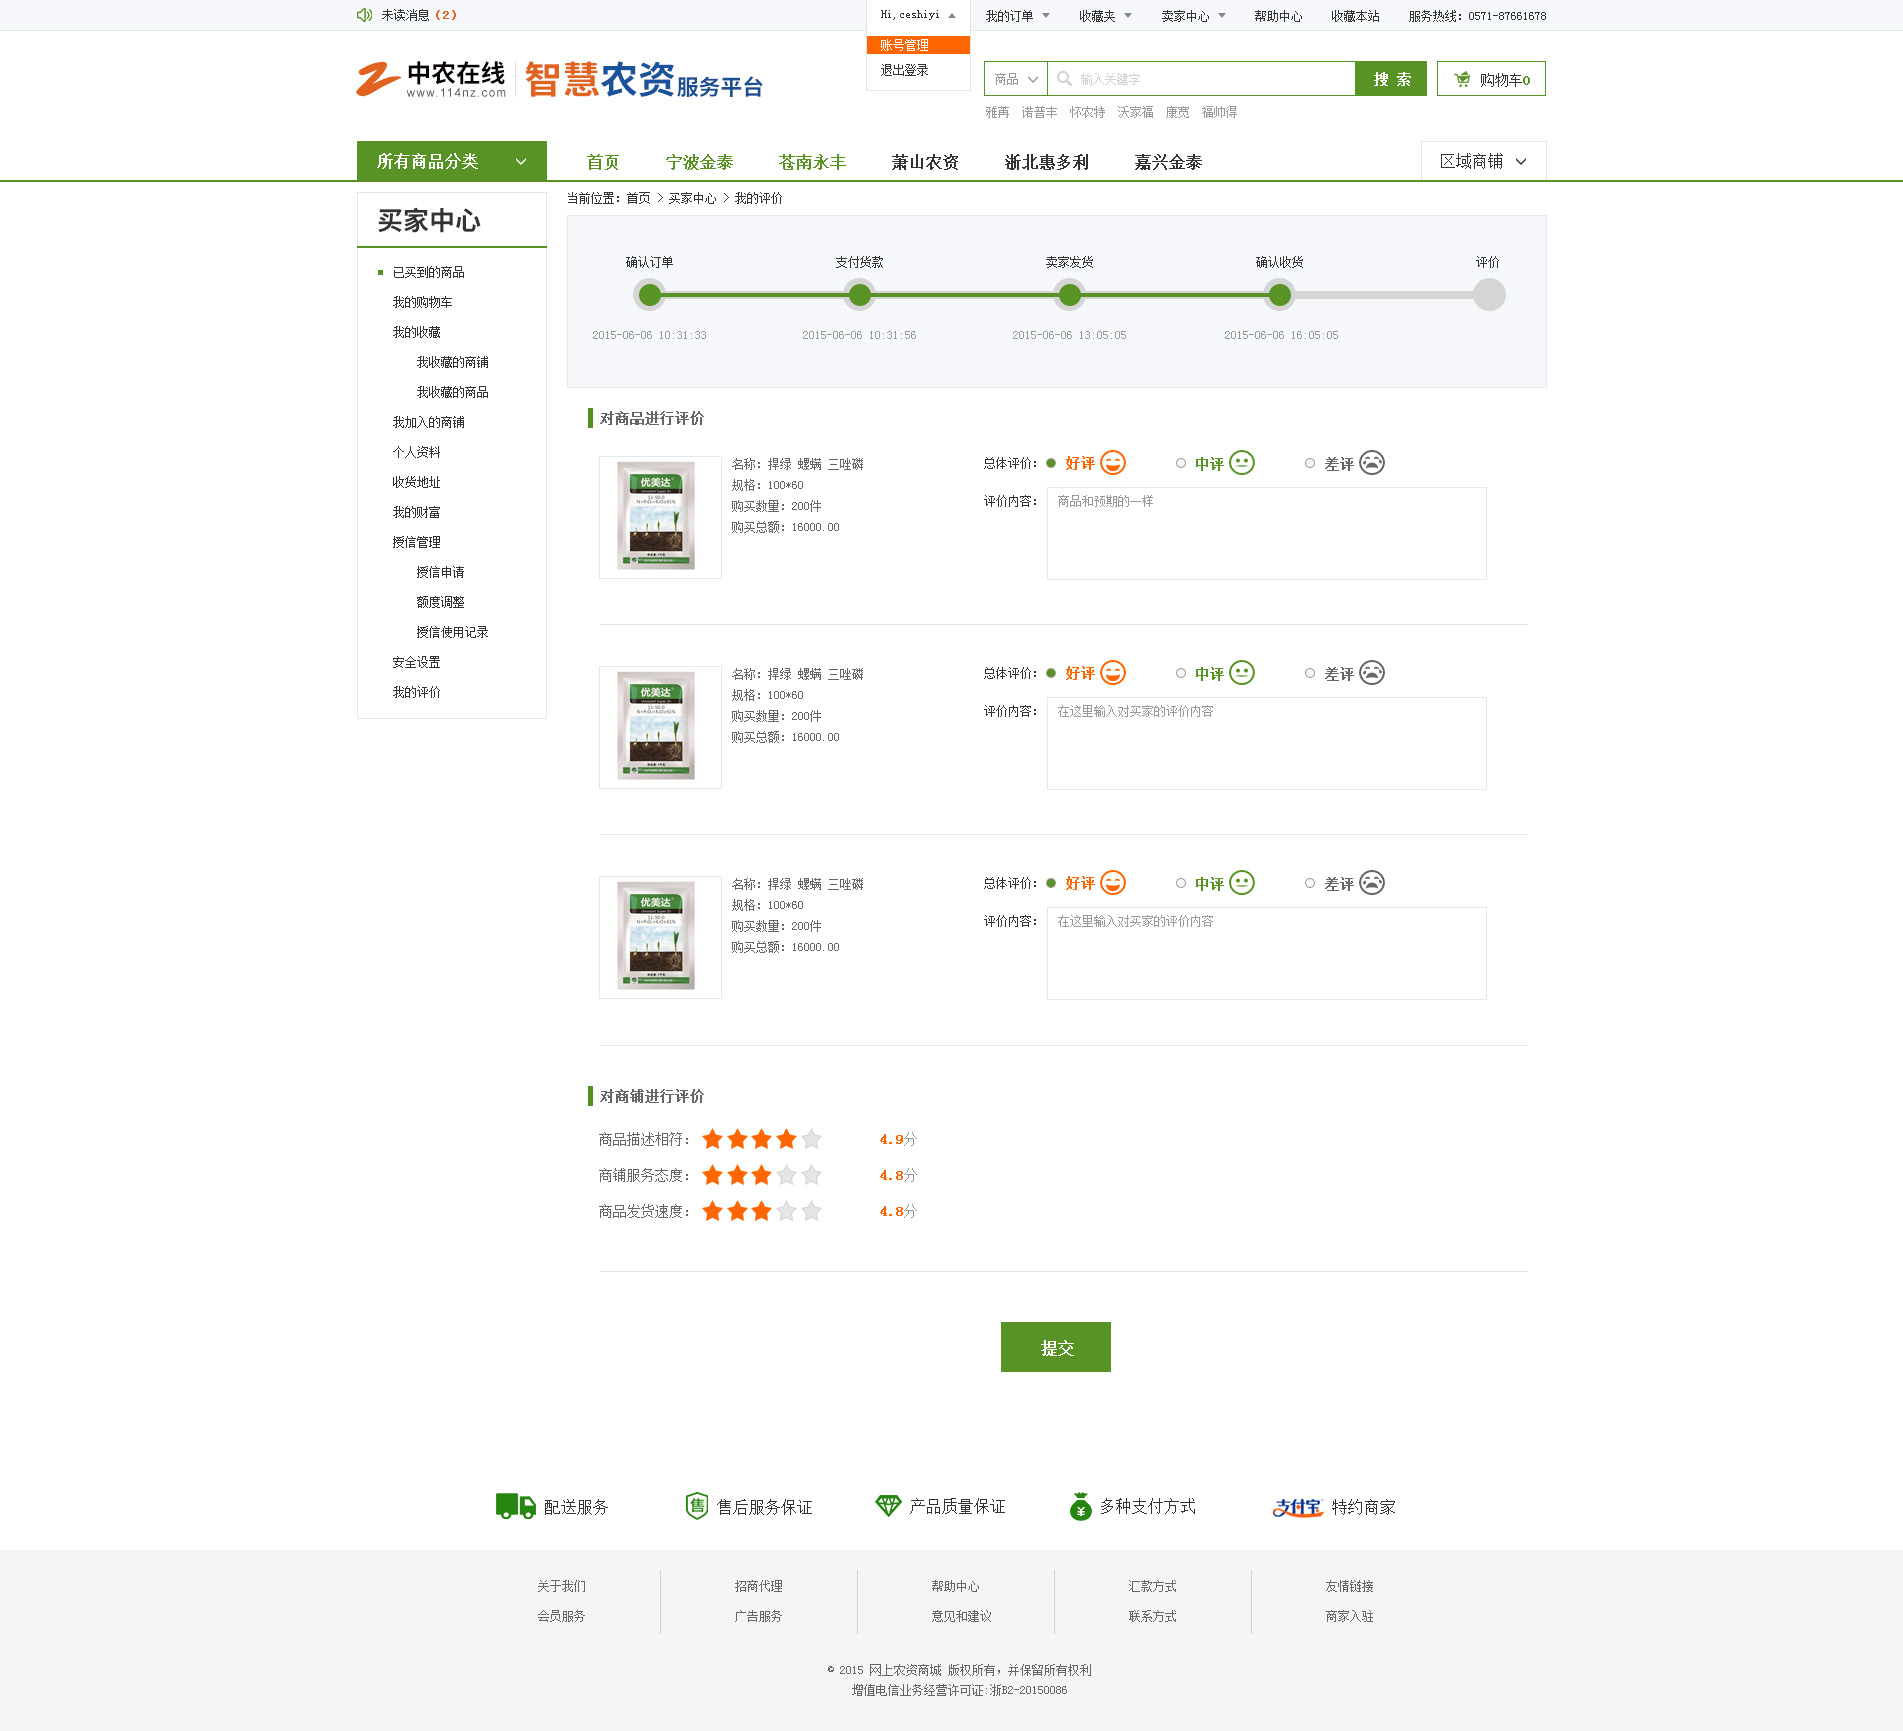 未读消息（2）
Hi,ceshiyi 我的订单 收藏夹 卖家中心 帮助中心 收藏本站 服务热线：0571-87661678
账号管理
退出登录
中农在线
www.114nz.com
智慧农资服务平台
商品 输入关键字 搜 索 购物车0
雅苒 诺普丰 怀农特 沃家福 康宽 福帅得
所有商品分类 首页 宁波金泰 苍南永丰 萧山农资 浙北惠多利 嘉兴金泰 区域商铺
当前位置：首页 > 买家中心 > 我的评价
买家中心
已买到的商品
我的购物车
我的收藏
我收藏的商铺
我收藏的商品
我加入的商铺
个人资料
收货地址
我的财富
授信管理
授信申请
额度调整
授信使用记录
安全设置
我的评价
确认订单 支付货款 卖家发货 确认收货 评价
2015-06-06 10:31:33 2015-06-06 10:31:56 2015-06-06 13:05:05 2015-06-06 16:05:05
对商品进行评价
优美达
11-50-0
名称：捍绿 螺螨 三唑磷
规格：100*60
购买数量：200件
购买总额：16000.00
总体评价： 好评 中评 差评
评价内容： 商品和预期的一样
优美达
11-50-0
名称：捍绿 螺螨 三唑磷
规格：100*60
购买数量：200件
购买总额：16000.00
总体评价： 好评 中评 差评
评价内容： 在这里输入对买家的评价内容
优美达
11-50-0
名称：捍绿 螺螨 三唑磷
规格：100*60
购买数量：200件
购买总额：16000.00
总体评价： 好评 中评 差评
评价内容： 在这里输入对买家的评价内容
对商铺进行评价
商品描述相符： 4.9分
商铺服务态度： 4.8分
商品发货速度： 4.8分
提交
配送服务 售 售后服务保证 产品质量保证 ¥ 多种支付方式 支付宝 特约商家
关于我们 招商代理 帮助中心 汇款方式 友情链接
会员服务 广告服务 意见和建议 联系方式 商家入驻
© 2015 网上农资商城 版权所有，并保留所有权利
增值电信业务经营许可证:浙B2-20150086